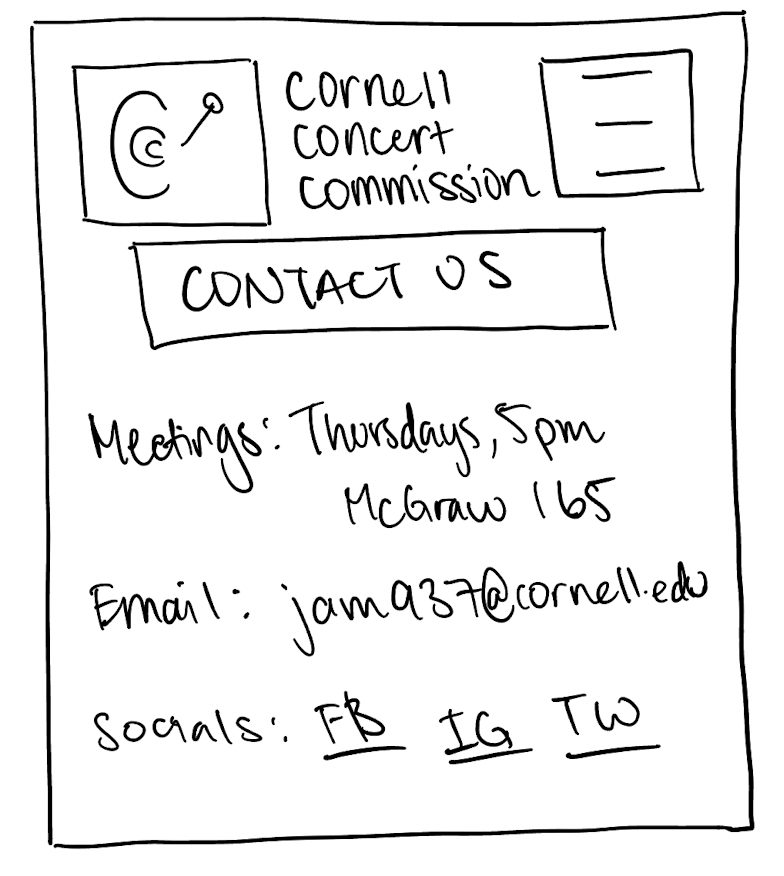 cornell
concert
commission
CONTACT US
Meetings: Thursdays, 5pm
McGraw 165
Email: jam937@cornell.edu
Socials: FB IG TW